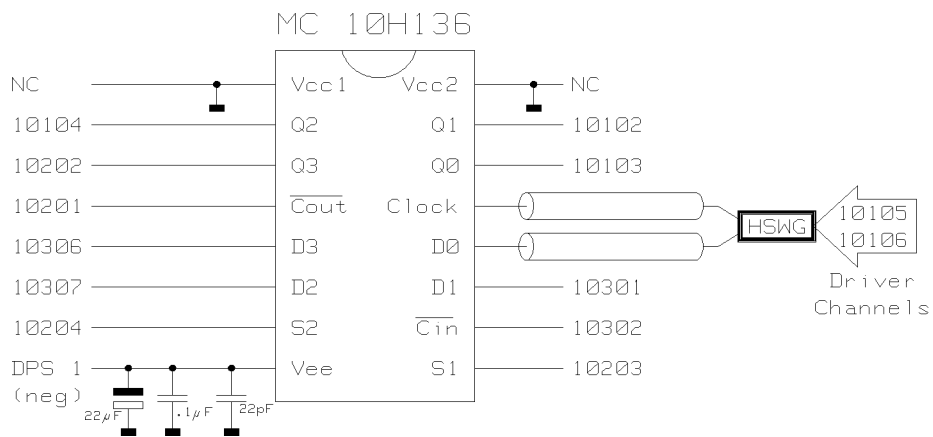 MC 10H136
NC Vcc1 Vcc2 NC
10104 Q2 Q1 10102
10202 Q3 Q0 10103
10201 Cout Clock
10105
HSWG
10306 D3 D0
10106
Driver
Channels
10307 D2 D1 10301
10204 S2 Cin 10302
DPS 1 Vee S1 10203
(neg)
22µF .1µF 22pF